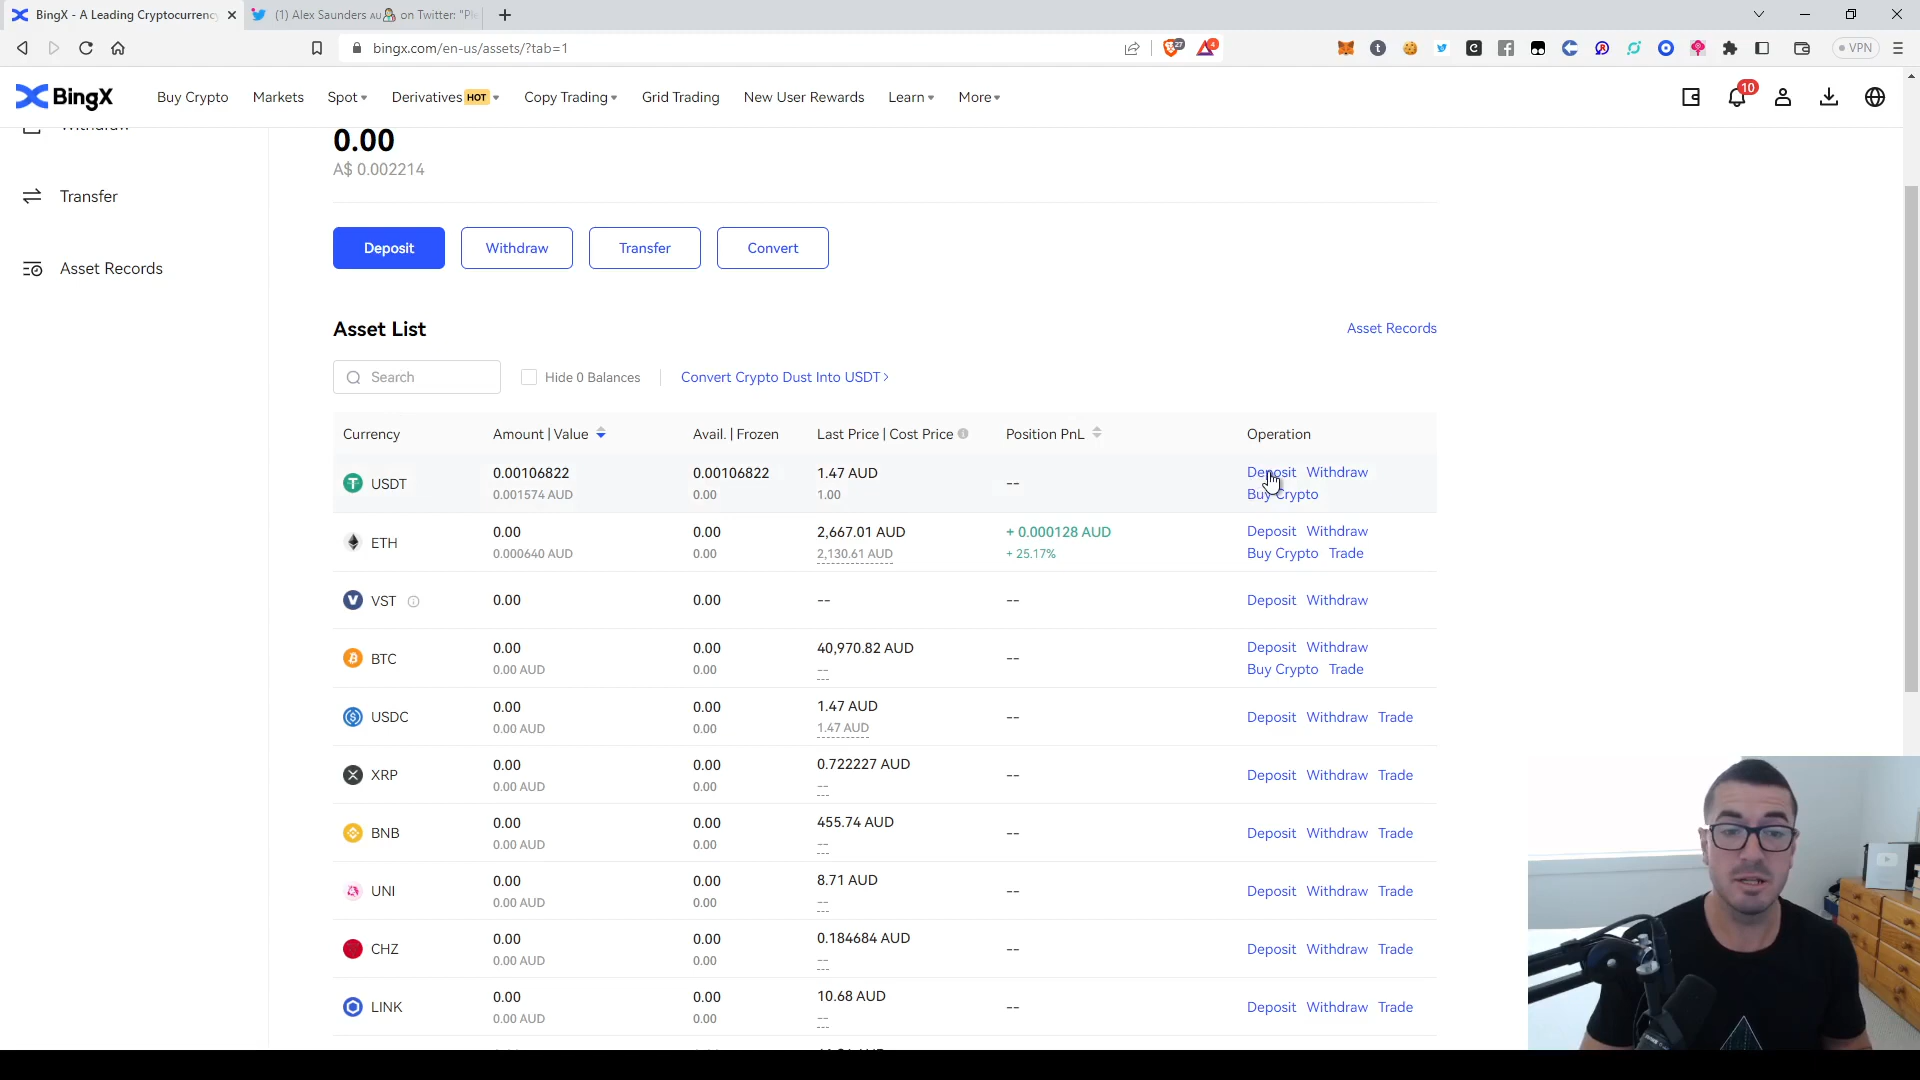 BingX - A Leading Cryptocurrency
(1) Alex Saunders AU on Twitter: "Pl
bingx.com/en-us/assets/?tab=1
27
4
VPN
BingX
Buy Crypto
Markets
Spot
Derivatives HOT
Copy Trading
Grid Trading
New User Rewards
Learn
More
10
Withdraw
Transfer
Asset Records
0.00
A$ 0.002214
Deposit
Withdraw
Transfer
Convert
Asset List
Asset Records
Search
Hide 0 Balances
Convert Crypto Dust Into USDT >
Currency
Amount | Value
Avail. | Frozen
Last Price | Cost Price
Position PnL
Operation
USDT
0.00106822
0.001574 AUD
0.00106822
0.00
1.47 AUD
1.00
--
Deposit Withdraw
Buy Crypto
ETH
0.00
0.000640 AUD
0.00
0.00
2,667.01 AUD
2,130.61 AUD
+ 0.000128 AUD
+ 25.17%
Deposit Withdraw
Buy Crypto Trade
VST
0.00
0.00
--
--
Deposit Withdraw
BTC
0.00
0.00 AUD
0.00
0.00
40,970.82 AUD
--
--
Deposit Withdraw
Buy Crypto Trade
USDC
0.00
0.00 AUD
0.00
0.00
1.47 AUD
1.47 AUD
--
Deposit Withdraw Trade
XRP
0.00
0.00 AUD
0.00
0.00
0.722227 AUD
--
--
Deposit Withdraw Trade
BNB
0.00
0.00 AUD
0.00
0.00
455.74 AUD
--
--
Deposit Withdraw Trade
UNI
0.00
0.00 AUD
0.00
0.00
8.71 AUD
--
--
Deposit Withdraw Trade
CHZ
0.00
0.00 AUD
0.00
0.00
0.184684 AUD
--
--
Deposit Withdraw Trade
LINK
0.00
0.00 AUD
0.00
0.00
10.68 AUD
--
--
Deposit Withdraw Trade